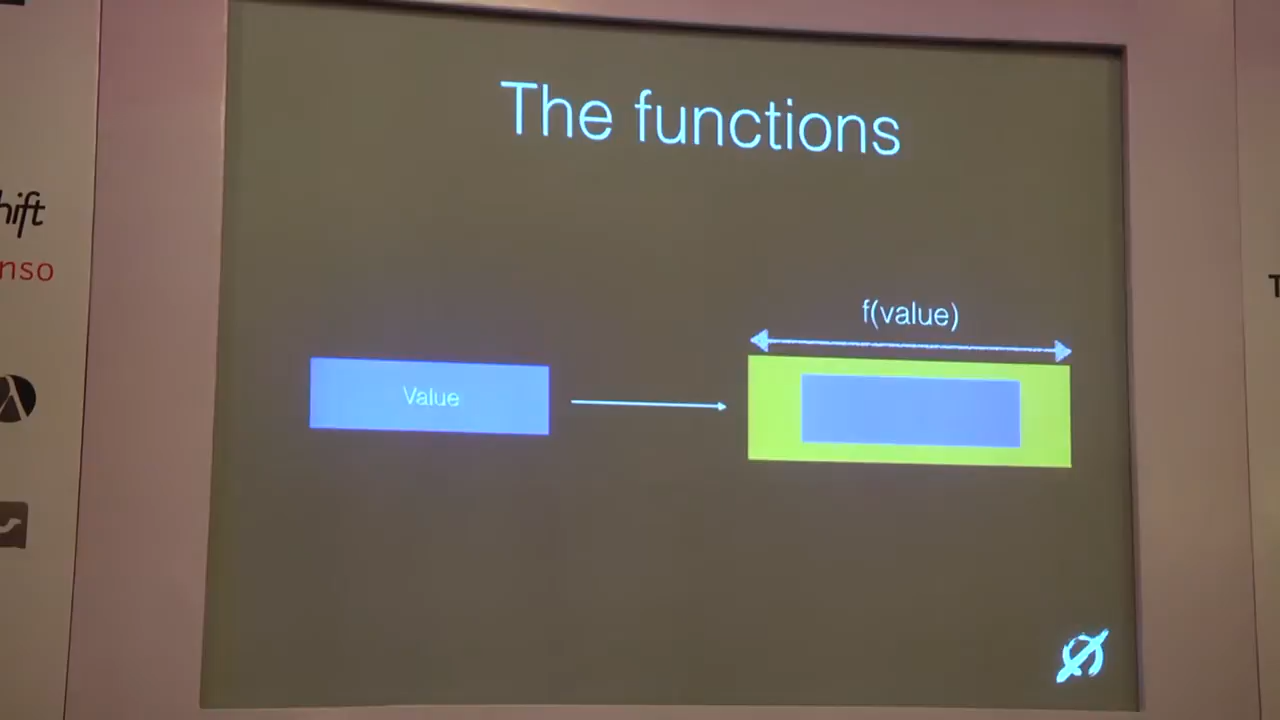 The functions
hift
nso
f(value)
Value
T